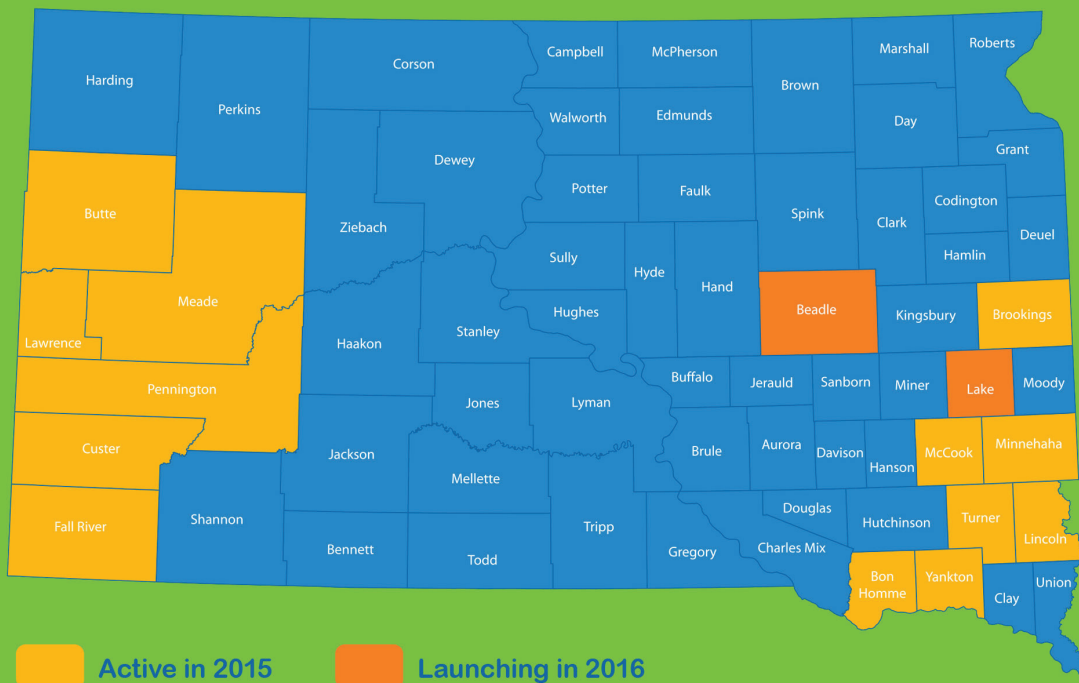 Harding
Perkins
Corson
Campbell
McPherson
Brown
Marshall
Roberts
Walworth
Edmunds
Day
Grant
Butte
Ziebach
Dewey
Potter
Faulk
Spink
Clark
Codington
Hamlin
Deuel
Lawrence
Meade
Haakon
Stanley
Sully
Hyde
Hand
Hughes
Beadle
Kingsbury
Brookings
Pennington
Jones
Lyman
Buffalo
Jerauld
Sanborn
Miner
Lake
Moody
Custer
Jackson
Mellette
Brule
Aurora
Davison
Hanson
McCook
Minnehaha
Fall River
Shannon
Bennett
Todd
Tripp
Gregory
Douglas
Charles Mix
Hutchinson
Turner
Lincoln
Bon
Homme
Yankton
Clay
Union
Active in 2015
Launching in 2016